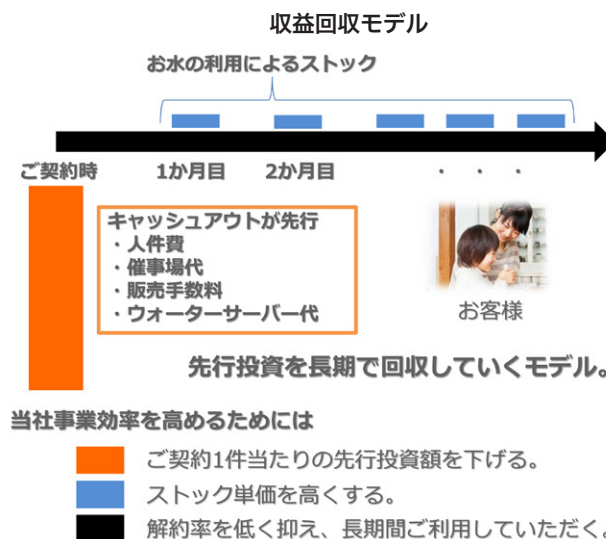 収益回収モデル
お水の利用によるストック
ご契約時 1か月目 2か月目 ・ ・ ・
キャッシュアウトが先行
・人件費
・催事場代
・販売手数料
・ウォーターサーバー代
お客様
先行投資を長期で回収していくモデル。
当社事業効率を高めるためには
ご契約1件当たりの先行投資額を下げる。
ストック単価を高くする。
解約率を低く抑え、長期間ご利用していただく。